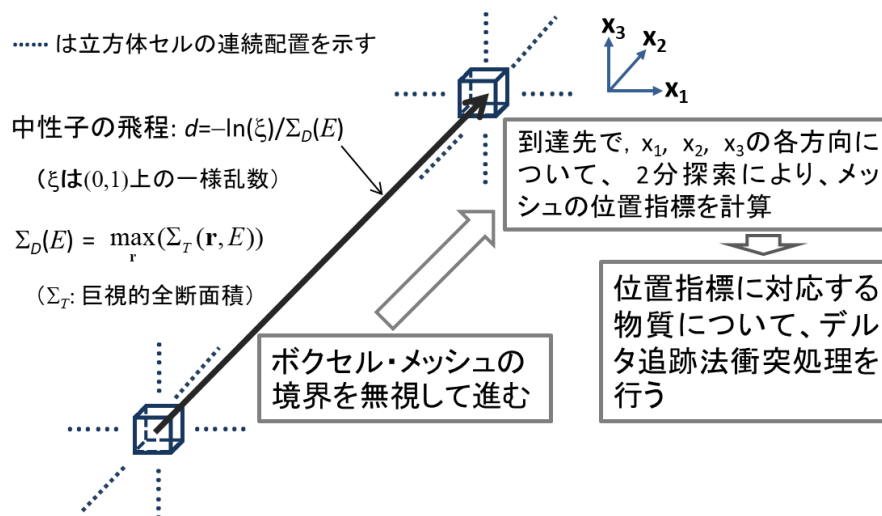 ...... は立方体セルの連続配置を示す
x₃
x₂
x₁
中性子の飛程: d=–ln(ξ)/Σ_D(E)
（ξは(0,1)上の一様乱数）
Σ_D(E) = max_r(Σ_T(r,E))
（Σ_T: 巨視的全断面積）
到達先で, x₁, x₂, x₃の各方向に
ついて、 2分探索により、メッ
シュの位置指標を計算
ボクセル・メッシュの
境界を無視して進む
位置指標に対応する
物質について、デル
タ追跡法衝突処理を
行う